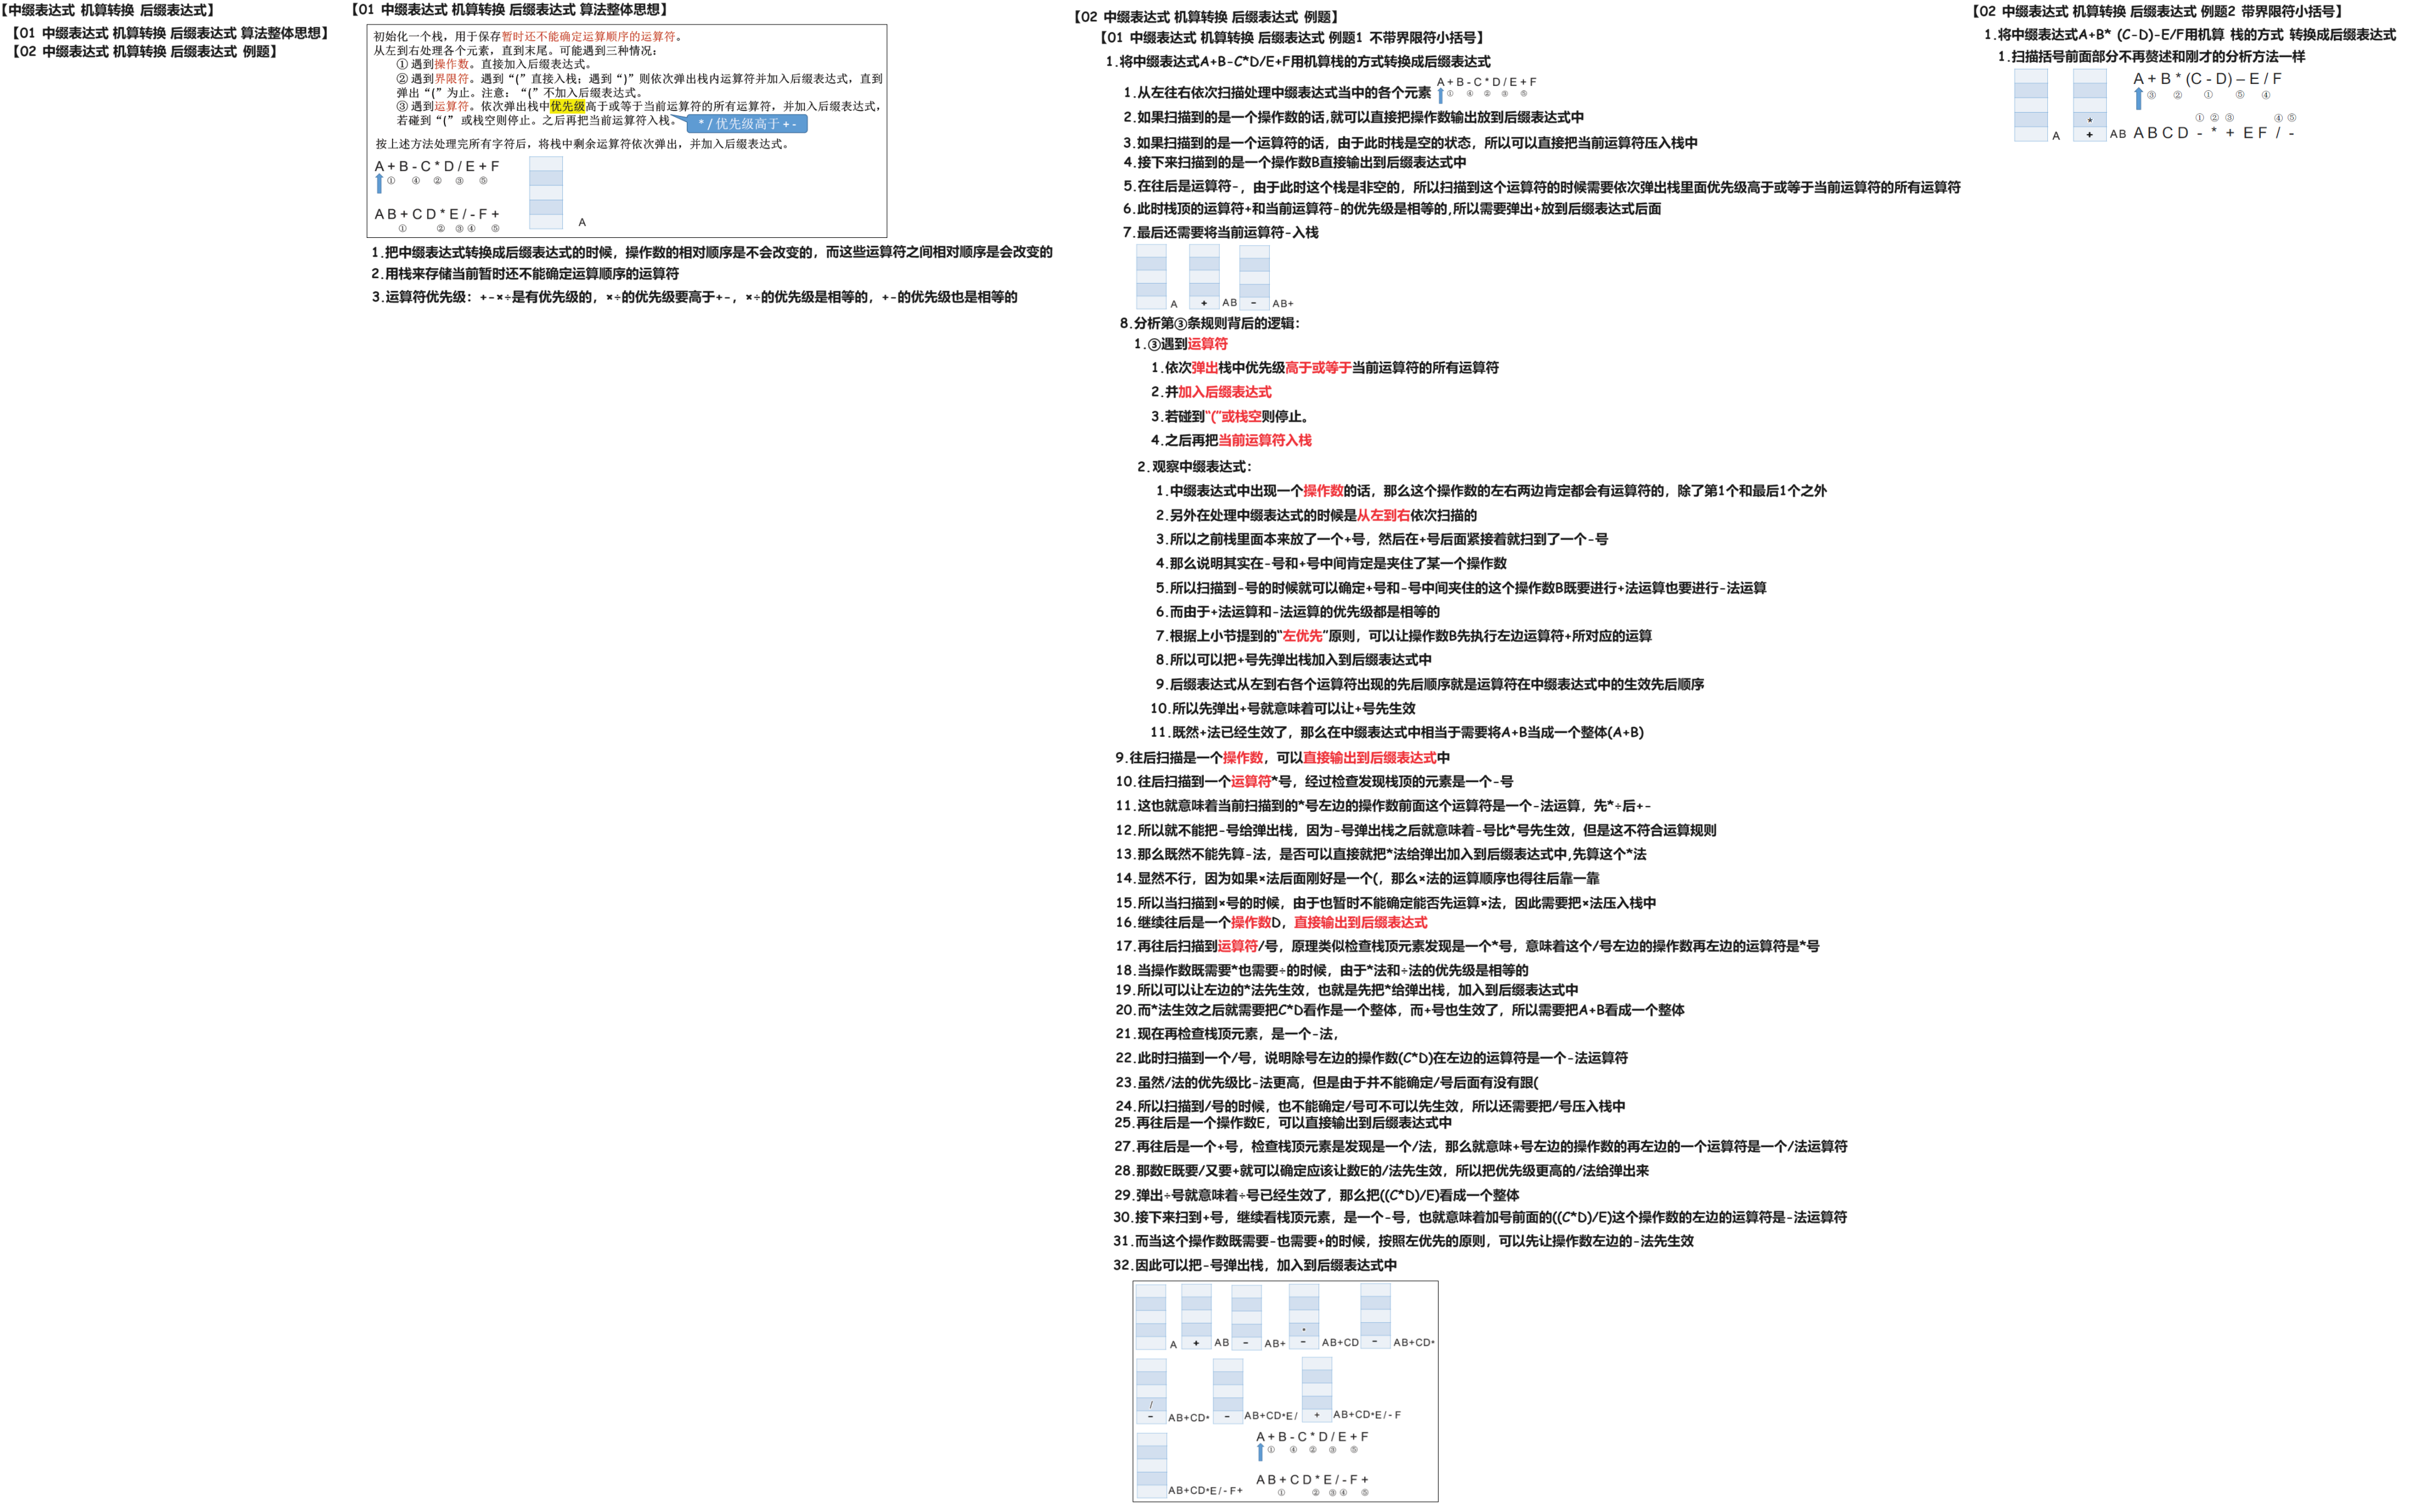 【中缀表达式 机算转换 后缀表达式】
【01 中缀表达式 机算转换 后缀表达式 算法整体思想】
【02 中缀表达式 机算转换 后缀表达式 例题】
【01 中缀表达式 机算转换 后缀表达式 算法整体思想】
初始化一个栈，用于保存暂时还不能确定运算顺序的运算符。
从左到右处理各个元素，直到末尾。可能遇到三种情况：
① 遇到操作数。直接加入后缀表达式。
② 遇到界限符。遇到“(”直接入栈；遇到“)”则依次弹出栈内运算符并加入后缀表达式，直到
弹出“(”为止。注意：“(”不加入后缀表达式。
③ 遇到运算符。依次弹出栈中优先级高于或等于当前运算符的所有运算符，并加入后缀表达式，
若碰到“(” 或栈空则停止。之后再把当前运算符入栈。
* / 优先级高于 + -
按上述方法处理完所有字符后，将栈中剩余运算符依次弹出，并加入后缀表达式。
A + B - C * D / E + F
① ④ ② ③ ⑤
A B + C D * E / - F +
① ② ③ ④ ⑤
A
1.把中缀表达式转换成后缀表达式的时候，操作数的相对顺序是不会改变的，而这些运算符之间相对顺序是会改变的
2.用栈来存储当前暂时还不能确定运算顺序的运算符
3.运算符优先级：+-×÷是有优先级的，×÷的优先级要高于+-，×÷的优先级是相等的，+-的优先级也是相等的
【02 中缀表达式 机算转换 后缀表达式 例题】
【01 中缀表达式 机算转换 后缀表达式 例题1 不带界限符小括号】
1.将中缀表达式A+B-C*D/E+F用机算栈的方式转换成后缀表达式
1.从左往右依次扫描处理中缀表达式当中的各个元素
A + B - C * D / E + F
① ④ ② ③ ⑤
2.如果扫描到的是一个操作数的话,就可以直接把操作数输出放到后缀表达式中
3.如果扫描到的是一个运算符的话，由于此时栈是空的状态，所以可以直接把当前运算符压入栈中
4.接下来扫描到的是一个操作数B直接输出到后缀表达式中
5.在往后是运算符-，由于此时这个栈是非空的，所以扫描到这个运算符的时候需要依次弹出栈里面优先级高于或等于当前运算符的所有运算符
6.此时栈顶的运算符+和当前运算符-的优先级是相等的,所以需要弹出+放到后缀表达式后面
7.最后还需要将当前运算符-入栈
A + AB - AB+
8.分析第③条规则背后的逻辑：
1.③遇到运算符
1.依次弹出栈中优先级高于或等于当前运算符的所有运算符
2.并加入后缀表达式
3.若碰到“(”或栈空则停止。
4.之后再把当前运算符入栈
2.观察中缀表达式：
1.中缀表达式中出现一个操作数的话，那么这个操作数的左右两边肯定都会有运算符的，除了第1个和最后1个之外
2.另外在处理中缀表达式的时候是从左到右依次扫描的
3.所以之前栈里面本来放了一个+号，然后在+号后面紧接着就扫到了一个-号
4.那么说明其实在-号和+号中间肯定是夹住了某一个操作数
5.所以扫描到-号的时候就可以确定+号和-号中间夹住的这个操作数B既要进行+法运算也要进行-法运算
6.而由于+法运算和-法运算的优先级都是相等的
7.根据上小节提到的“左优先”原则，可以让操作数B先执行左边运算符+所对应的运算
8.所以可以把+号先弹出栈加入到后缀表达式中
9.后缀表达式从左到右各个运算符出现的先后顺序就是运算符在中缀表达式中的生效先后顺序
10.所以先弹出+号就意味着可以让+号先生效
11.既然+法已经生效了，那么在中缀表达式中相当于需要将A+B当成一个整体(A+B)
9.往后扫描是一个操作数，可以直接输出到后缀表达式中
10.往后扫描到一个运算符*号，经过检查发现栈顶的元素是一个-号
11.这也就意味着当前扫描到的*号左边的操作数前面这个运算符是一个-法运算，先*÷后+-
12.所以就不能把-号给弹出栈，因为-号弹出栈之后就意味着-号比*号先生效，但是这不符合运算规则
13.那么既然不能先算-法，是否可以直接就把*法给弹出加入到后缀表达式中,先算这个*法
14.显然不行，因为如果×法后面刚好是一个(，那么×法的运算顺序也得往后靠一靠
15.所以当扫描到×号的时候，由于也暂时不能确定能否先运算×法，因此需要把×法压入栈中
16.继续往后是一个操作数D，直接输出到后缀表达式
17.再往后扫描到运算符/号，原理类似检查栈顶元素发现是一个*号，意味着这个/号左边的操作数再左边的运算符是*号
18.当操作数既需要*也需要÷的时候，由于*法和÷法的优先级是相等的
19.所以可以让左边的*法先生效，也就是先把*给弹出栈，加入到后缀表达式中
20.而*法生效之后就需要把C*D看作是一个整体，而+号也生效了，所以需要把A+B看成一个整体
21.现在再检查栈顶元素，是一个-法，
22.此时扫描到一个/号，说明除号左边的操作数(C*D)在左边的运算符是一个-法运算符
23.虽然/法的优先级比-法更高，但是由于并不能确定/号后面有没有跟(
24.所以扫描到/号的时候，也不能确定/号可不可以先生效，所以还需要把/号压入栈中
25.再往后是一个操作数E，可以直接输出到后缀表达式中
27.再往后是一个+号，检查栈顶元素是发现是一个/法，那么就意味+号左边的操作数的再左边的一个运算符是一个/法运算符
28.那数E既要/又要+就可以确定应该让数E的/法先生效，所以把优先级更高的/法给弹出来
29.弹出÷号就意味着÷号已经生效了，那么把((C*D)/E)看成一个整体
30.接下来扫到+号，继续看栈顶元素，是一个-号，也就意味着加号前面的((C*D)/E)这个操作数的左边的运算符是-法运算符
31.而当这个操作数既需要-也需要+的时候，按照左优先的原则，可以先让操作数左边的-法先生效
32.因此可以把-号弹出栈，加入到后缀表达式中
*
A + AB - AB+ - AB+CD - AB+CD*
/
- AB+CD* - AB+CD*E/ + AB+CD*E/-F
A + B - C * D / E + F
① ④ ② ③ ⑤
A B + C D * E / - F +
AB+CD*E/-F+
① ② ③ ④ ⑤
【02 中缀表达式 机算转换 后缀表达式 例题2 带界限符小括号】
1.将中缀表达式A+B* (C-D)-E/F用机算 栈的方式 转换成后缀表达式
1.扫描括号前面部分不再赘述和刚才的分析方法一样
A + B * (C - D) – E / F
③ ② ① ⑤ ④
① ② ③ ④ ⑤
*
A + AB A B C D - * + E F / -